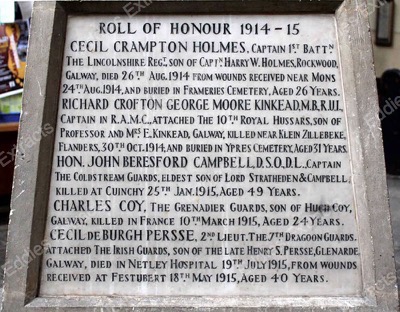 ROLL OF HONOUR 1914-15
CECIL CRAMPTON HOLMES, CAPTAIN 1ST BATTN
THE LINCOLNSHIRE REGT, SON OF CAPTN HARRY W. HOLMES, ROCKWOOD,
GALWAY, DIED 26TH AUG. 1914 FROM WOUNDS RECEIVED NEAR MONS
24TH AUG. 1914, AND BURIED IN FRAMERIES CEMETERY, AGED 26 YEARS.
RICHARD CROFTON GEORGE MOORE KINKEAD, M.B., R.U.I.,
CAPTAIN IN R.A.M.C., ATTACHED THE 10TH ROYAL HUSSARS, SON OF
PROFESSOR AND MRS E. KINKEAD, GALWAY, KILLED NEAR KLEIN ZILLEBEKE,
FLANDERS, 30TH OCT. 1914, AND BURIED IN YPRES CEMETERY, AGED 31 YEARS.
HON. JOHN BERESFORD CAMPBELL, D.S.O., D.L., CAPTAIN
THE COLDSTREAM GUARDS, ELDEST SON OF LORD STRATHEDEN & CAMPBELL,
KILLED AT CUINCHY 25TH JAN. 1915, AGED 49 YEARS.
CHARLES COY, THE GRENADIER GUARDS, SON OF HUGH COY,
GALWAY, KILLED IN FRANCE 10TH MARCH 1915, AGED 24 YEARS.
CECIL DE BURGH PERSSE, 2ND LIEUT. THE 7TH DRAGOON GUARDS,
ATTACHED THE IRISH GUARDS, SON OF THE LATE HENRY S. PERSSE, GLENARDE,
GALWAY, DIED IN NETLEY HOSPITAL 19TH JULY 1915, FROM WOUNDS
RECEIVED AT FESTUBERT 18TH MAY 1915, AGED 40 YEARS.